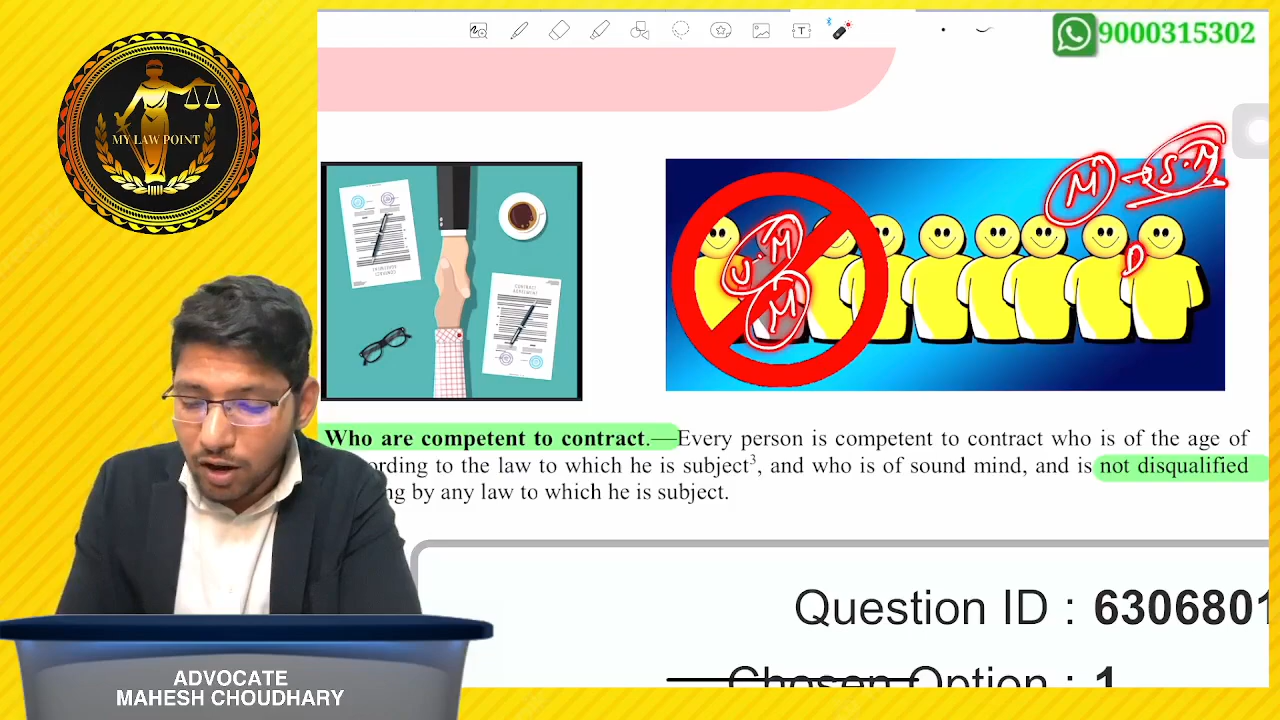 9000315302
MY LAW POINT
T
M S.M
U.M
M
D
CONTRACT
AGREEMENT
Who are competent to contract.—Every person is competent to contract who is of the age of
ording to the law to which he is subject³, and who is of sound mind, and is not disqualified
ng by any law to which he is subject.
Question ID : 6306801
Chosen Option : 1
ADVOCATE
MAHESH CHOUDHARY